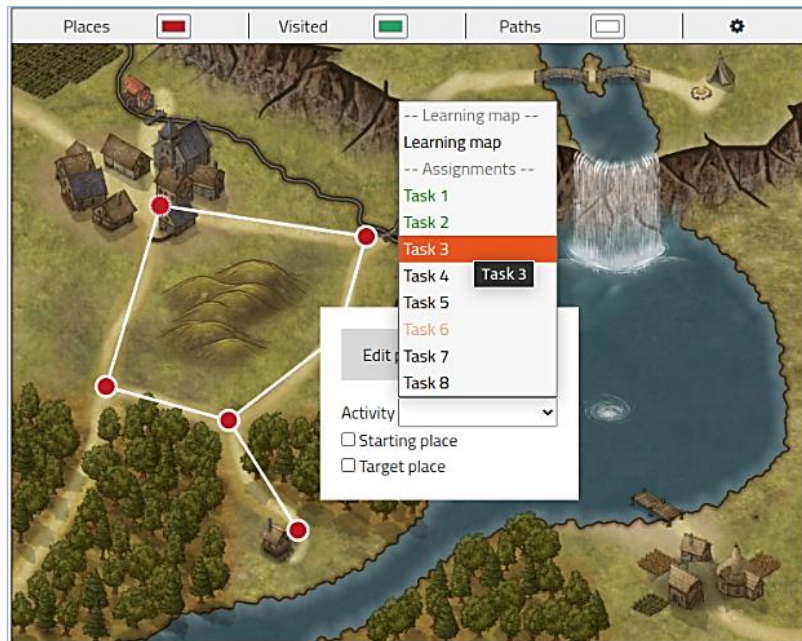 Places Visited Paths
-- Learning map --
Learning map
-- Assignments --
Task 1
Task 2
Task 3
Task 3
Task 4
Task 5
Task 6
Task 7
Task 8
Edit
Activity
Starting place
Target place